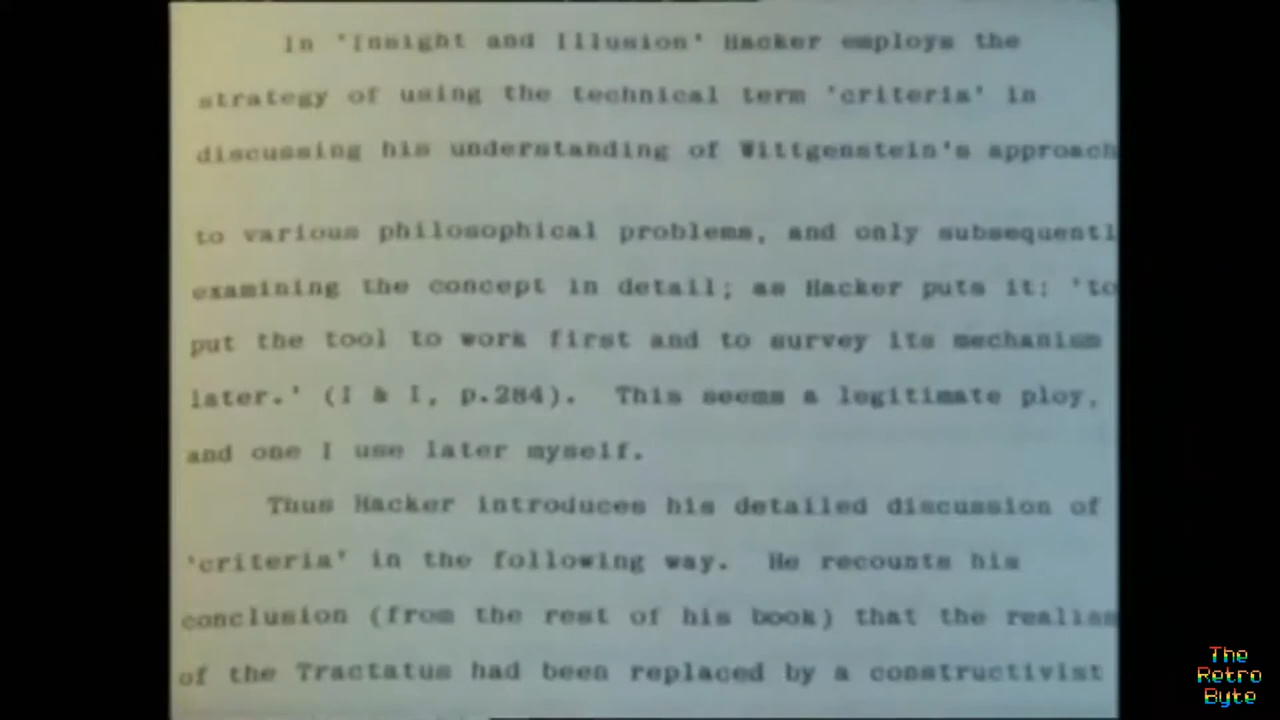 In 'Insight and Illusion' Hacker employs the
strategy of using the technical term 'criteria' in
discussing his understanding of Wittgenstein's approach
to various philosophical problems, and only subsequentl
examining the concept in detail; as Hacker puts it: 'to
put the tool to work first and to survey its mechanism
later.' (I & I, p.284). This seems a legitimate ploy,
and one I use later myself.
Thus Hacker introduces his detailed discussion of
'criteria' in the following way. He recounts his
conclusion (from the rest of his book) that the realism
of the Tractatus had been replaced by a constructivist
The
Retro
Byte